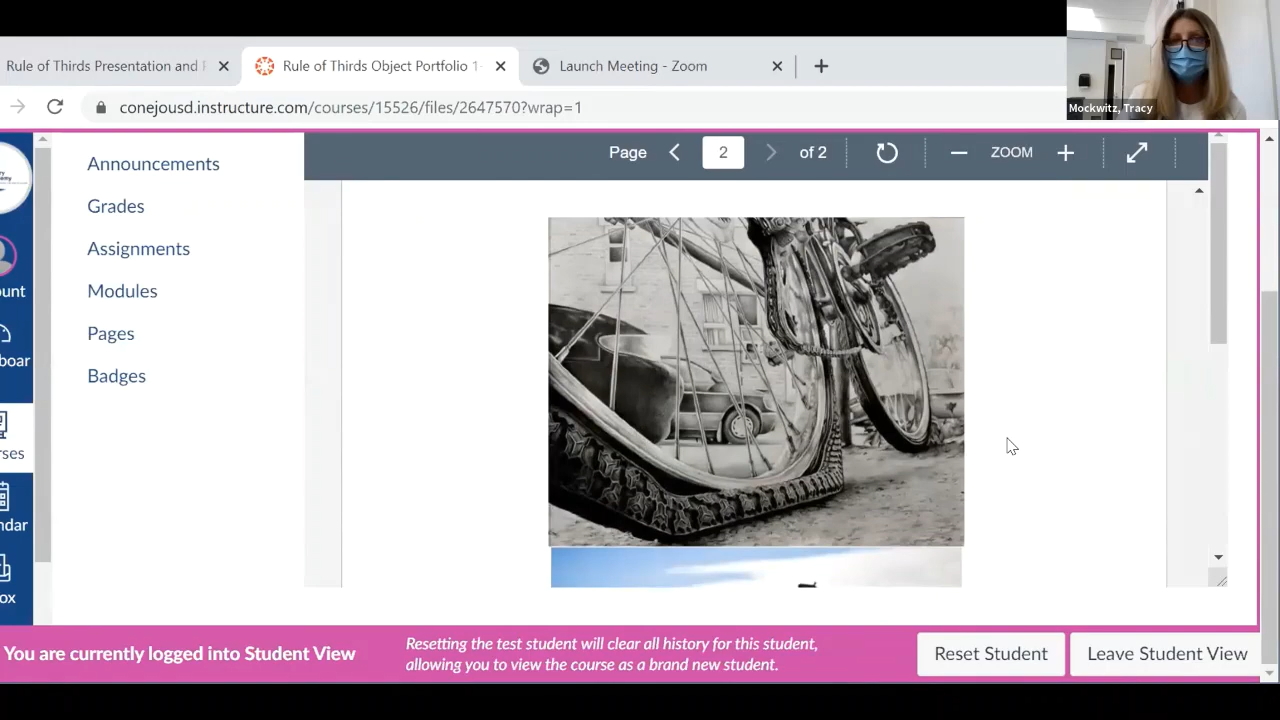 Rule of Thirds Presentation and
Rule of Thirds Object Portfolio 1-
Launch Meeting - Zoom
Mockwitz, Tracy
conejousd.instructure.com/courses/15526/files/2647570?wrap=1
Announcements
Page
2
of 2
ZOOM
Grades
Assignments
ount
Modules
Pages
boar
Badges
rses
ndar
ox
You are currently logged into Student View
Resetting the test student will clear all history for this student,
allowing you to view the course as a brand new student.
Reset Student
Leave Student View